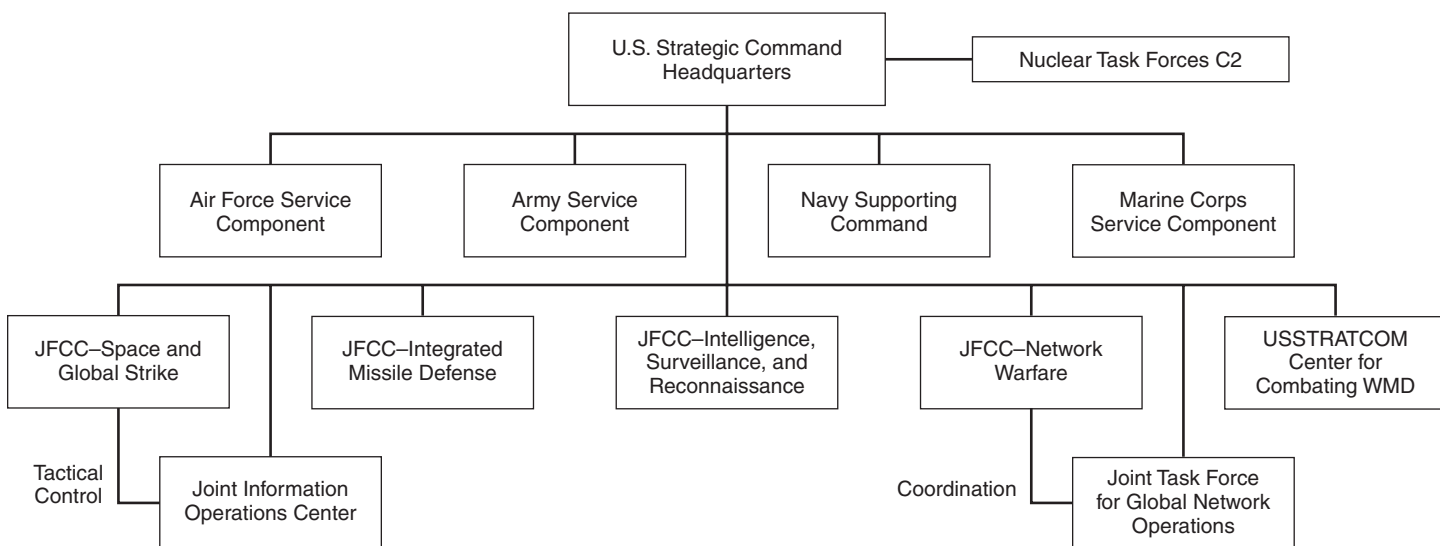 U.S. Strategic Command
Headquarters
Nuclear Task Forces C2
Air Force Service
Component
Army Service
Component
Navy Supporting
Command
Marine Corps
Service Component
JFCC–Space and
Global Strike
JFCC–Integrated
Missile Defense
JFCC–Intelligence,
Surveillance, and
Reconnaissance
JFCC–Network
Warfare
USSTRATCOM
Center for
Combating WMD
Tactical
Control
Joint Information
Operations Center
Coordination
Joint Task Force
for Global Network
Operations